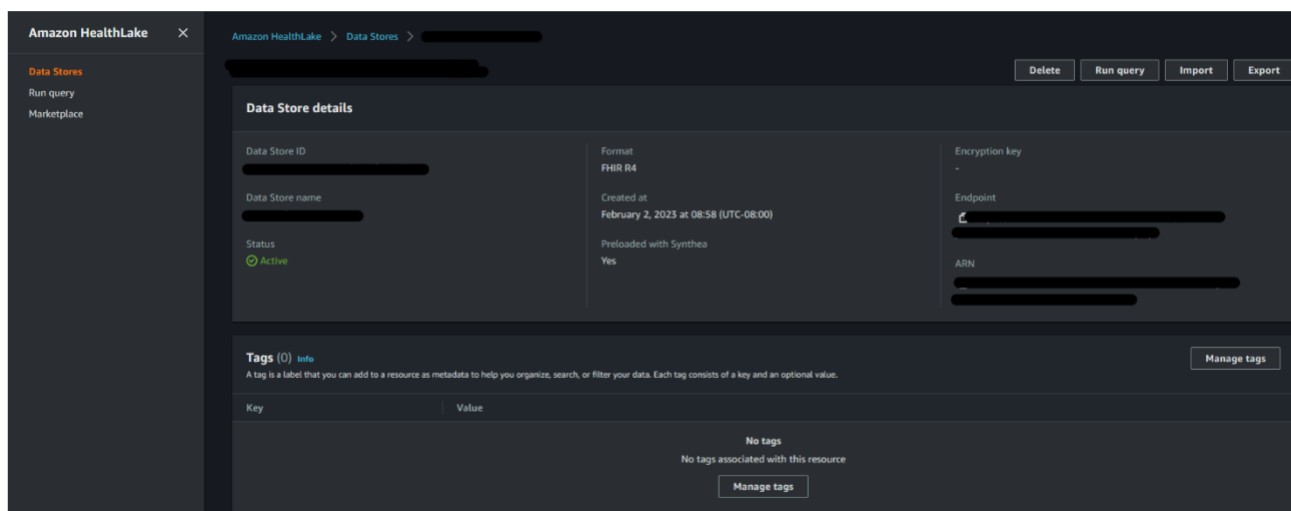 Amazon HealthLake
Data Stores
Run query
Marketplace
Amazon HealthLake > Data Stores >
Delete Run query Import Export
Data Store details
Data Store ID
Data Store name
Status
Active
Format
FHIR R4
Created at
February 2, 2023 at 08:58 (UTC-08:00)
Preloaded with Synthea
Yes
Encryption key
-
Endpoint
ARN
Tags (0) Info
Manage tags
A tag is a label that you can add to a resource as metadata to help you organize, search, or filter your data. Each tag consists of a key and an optional value.
Key Value
No tags
No tags associated with this resource
Manage tags